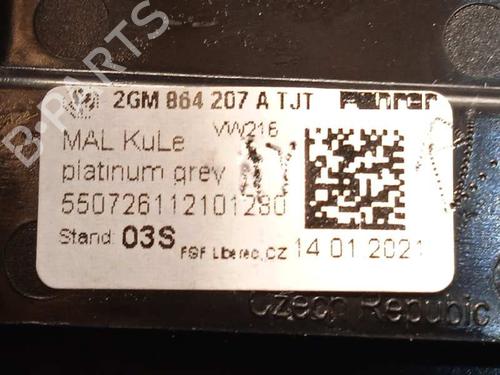 B-PARTS
2GM 864 207 A TJT
VW216
MAL KuLe
platinum grey
550726112101280
Stand: 03S
FGF Liberec, CZ 14 01 2021
Czech Republic